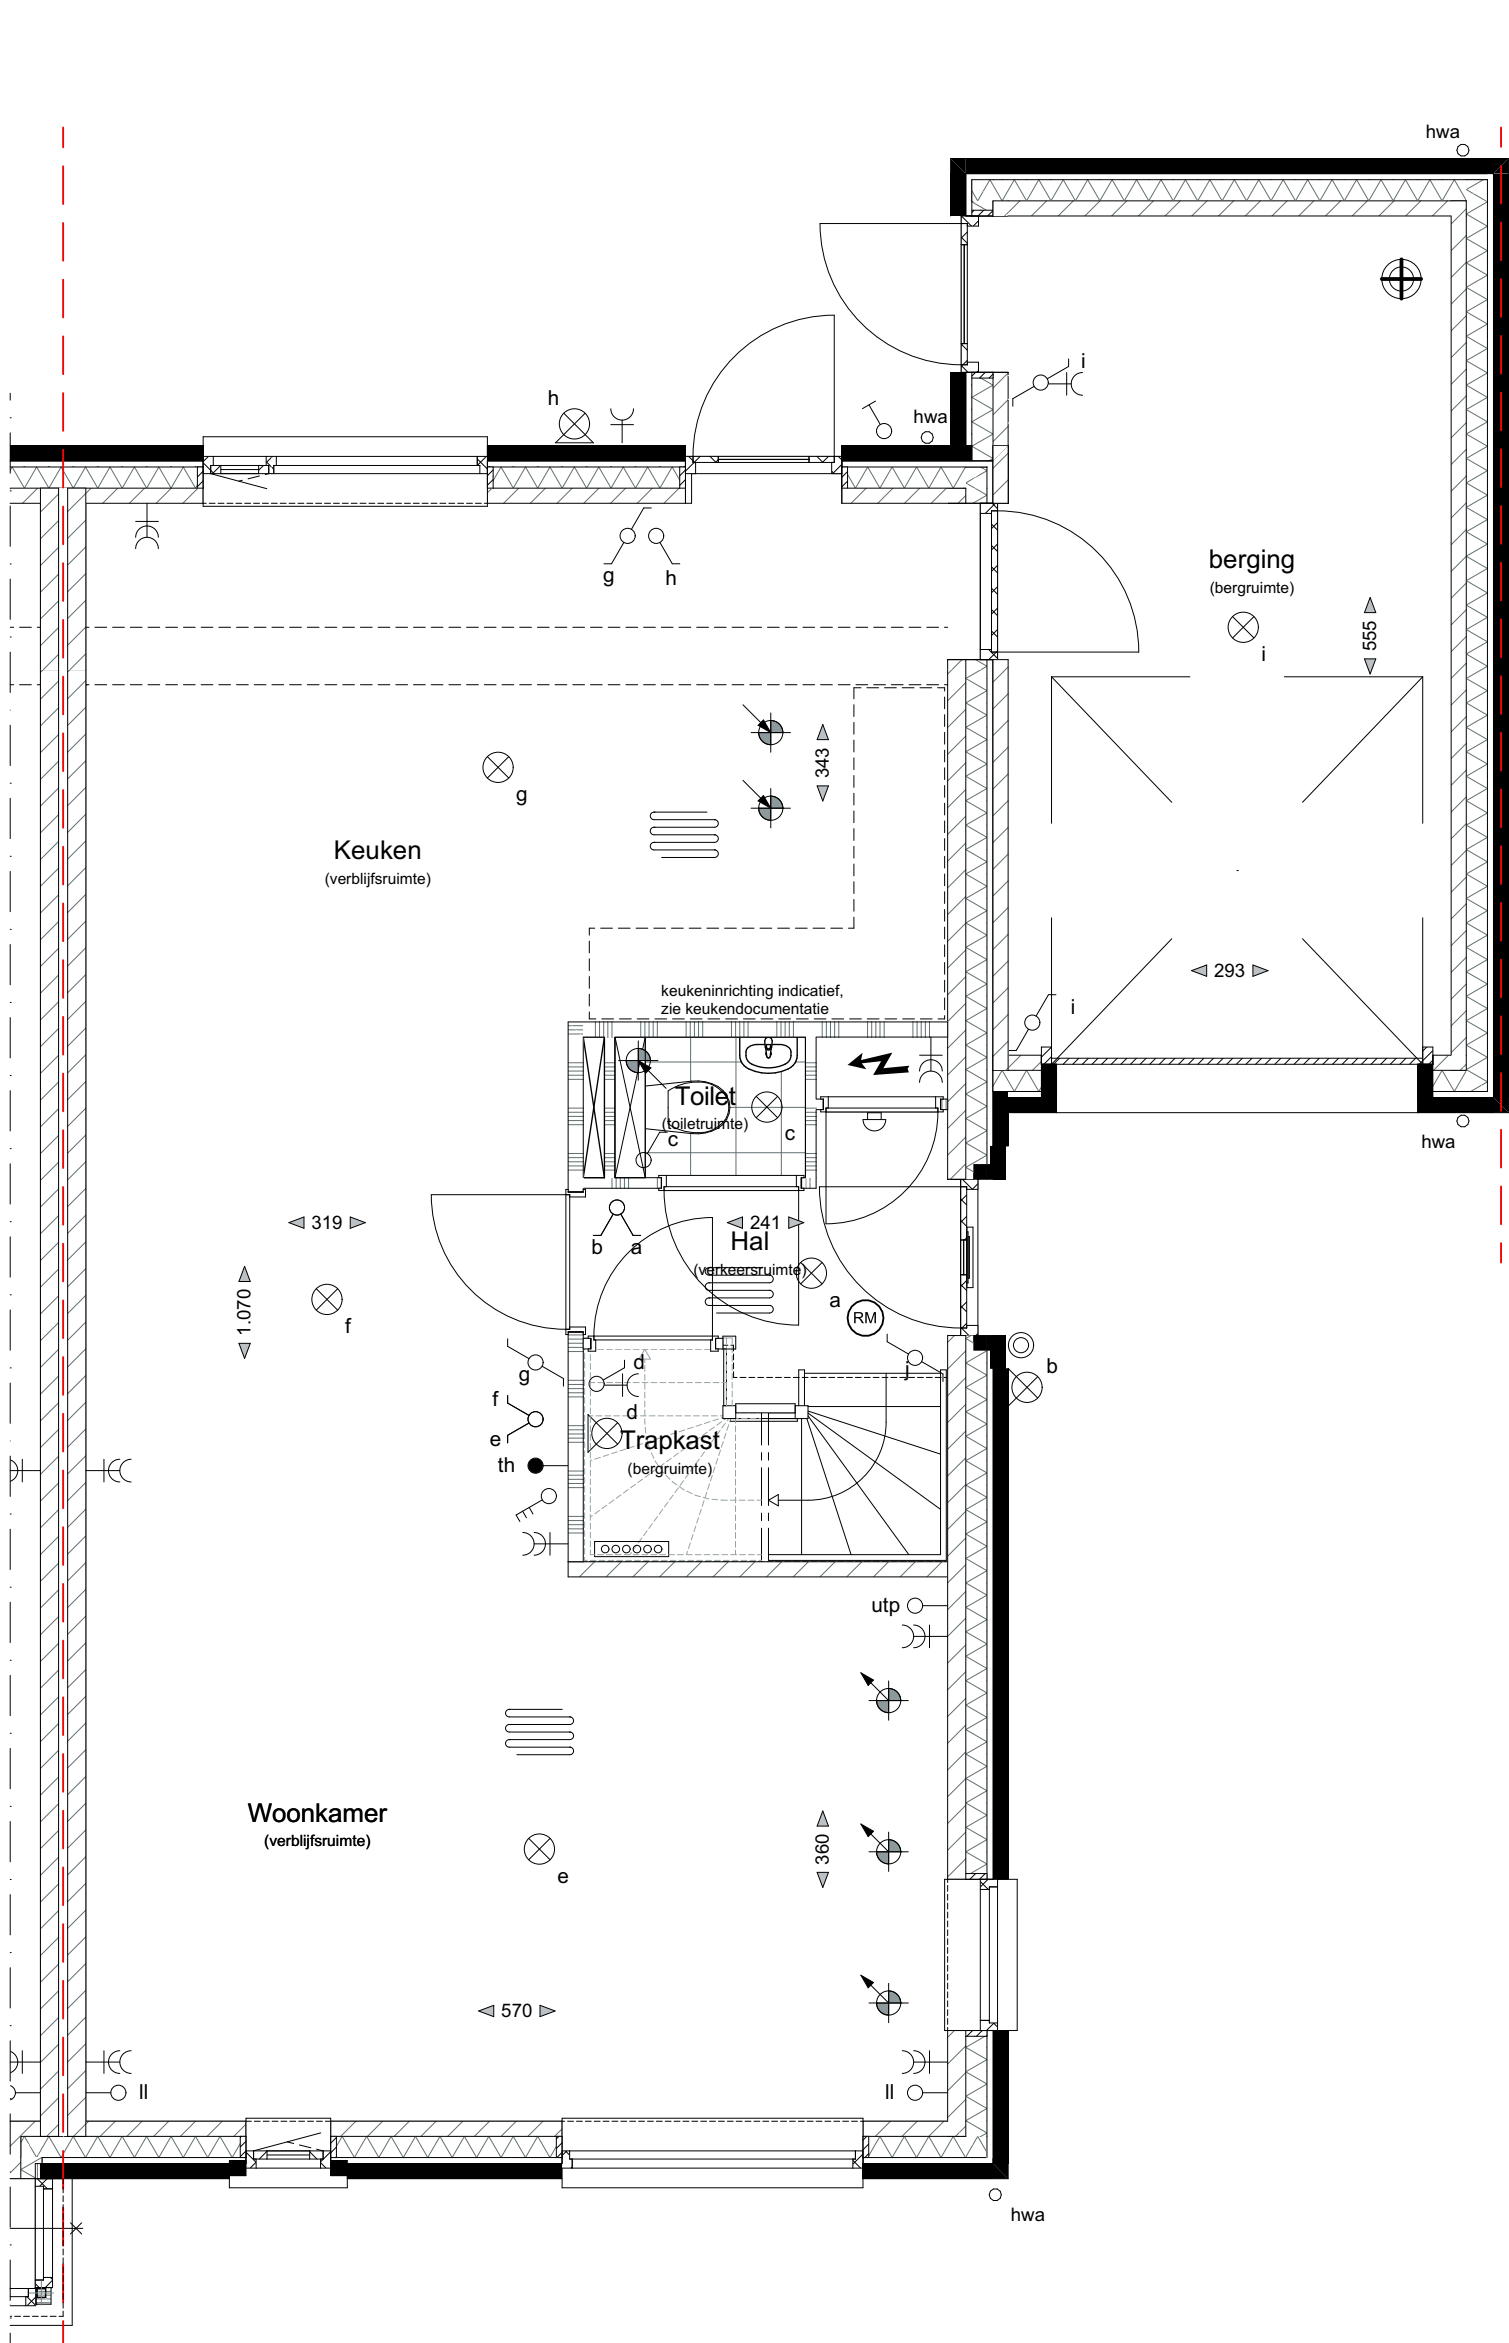 hwa
i
h
hwa
g
h
berging
(bergruimte)
i
555
343
g
Keuken
(verblijfsruimte)
293
keukeninrichting indicatief,
zie keukendocumentatie
i
Toilet
(toiletruimte)
c
c
hwa
319
241
b
a
Hal
(verkeersruimte)
a
RM
1.070
f
g
d
j
b
f
d
e
Trapkast
(bergruimte)
th
utp
Woonkamer
(verblijfsruimte)
360
e
570
ll
ll
hwa